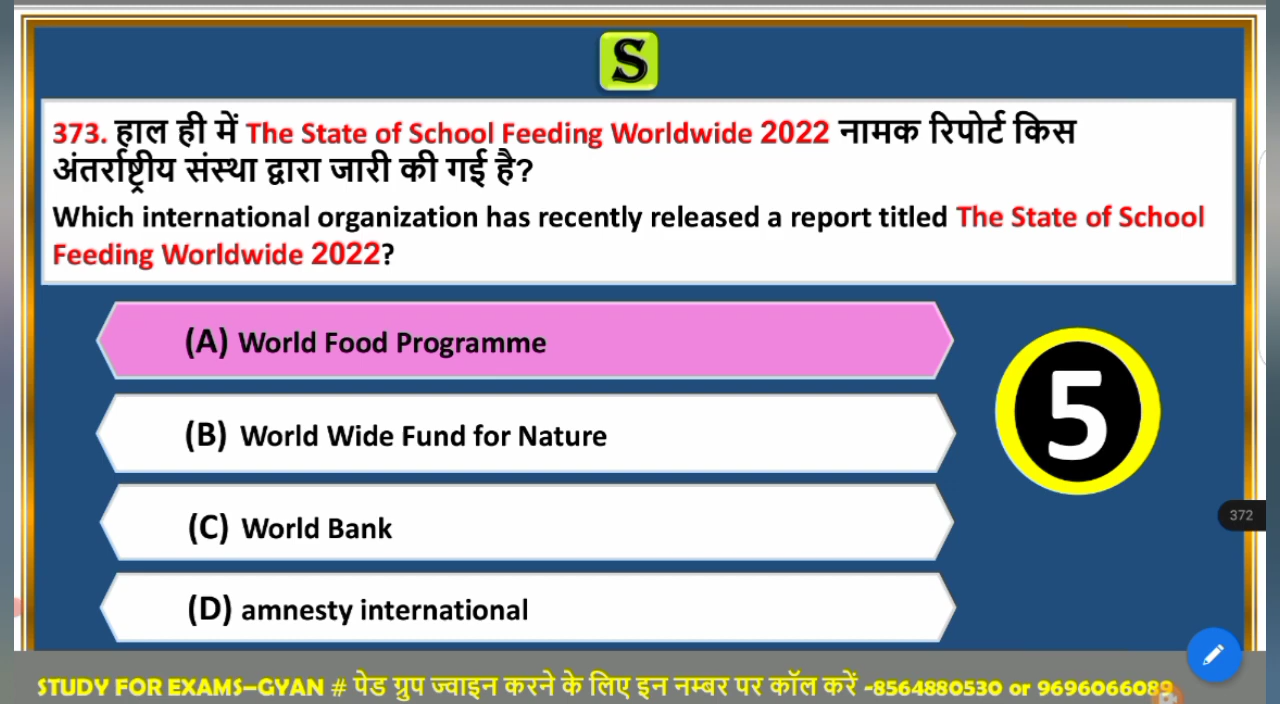 S
373. हाल ही में The State of School Feeding Worldwide 2022 नामक रिपोर्ट किस
अंतर्राष्ट्रीय संस्था द्वारा जारी की गई है?
Which international organization has recently released a report titled The State of School
Feeding Worldwide 2022?
(A) World Food Programme
(B) World Wide Fund for Nature
5
(C) World Bank
372
(D) amnesty international
STUDY FOR EXAMS–GYAN # पेड ग्रुप ज्वाइन करने के लिए इन नम्बर पर कॉल करें -8564880530 or 9696066089